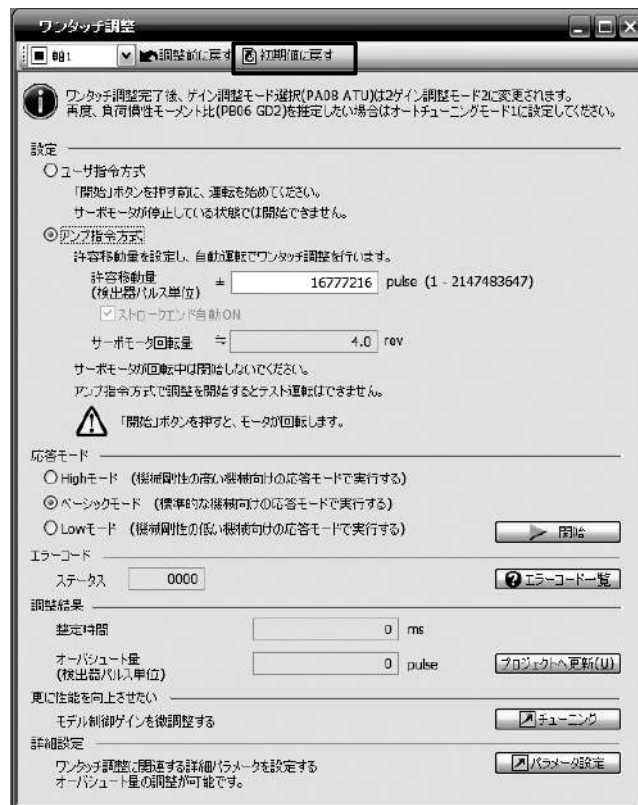 ワンタッチ調整
軸1 調整前に戻す 初期値に戻す
ワンタッチ調整完了後、ゲイン調整モード選択(PA08 ATU)は2ゲイン調整モード2に変更されます。
再度、負荷慣性モーメント比(PB06 GD2)を推定したい場合はオートチューニングモード1に設定してください。
設定
ユーザ指令方式
「開始」ボタンを押す前に、運転を始めてください。
サーボモータが停止している状態では開始できません。
アンプ指令方式
許容移動量を設定し、自動運転でワンタッチ調整を行います。
許容移動量
(検出器パルス単位) ± 16777216 pulse (1 - 2147483647)
ストロークエンド自動ON
サーボモータ回転量 ≒ 4.0 rev
サーボモータが回転中は開始しないでください。
アンプ指令方式で調整を開始するとテスト運転はできません。
「開始」ボタンを押すと、モータが回転します。
応答モード
Highモード (機械剛性の高い機械向けの応答モードで実行する)
ベーシックモード (標準的な機械向けの応答モードで実行する)
Lowモード (機械剛性の低い機械向けの応答モードで実行する)
開始
エラーコード
ステータス 0000 エラーコード一覧
調整結果
整定時間 0 ms
オーバシュート量
(検出器パルス単位) 0 pulse プロジェクトへ更新(U)
更に性能を向上させたい
モデル制御ゲインを微調整する チューニング
詳細設定
ワンタッチ調整に関連する詳細パラメータを設定する
オーバシュート量の調整が可能です。 パラメータ設定